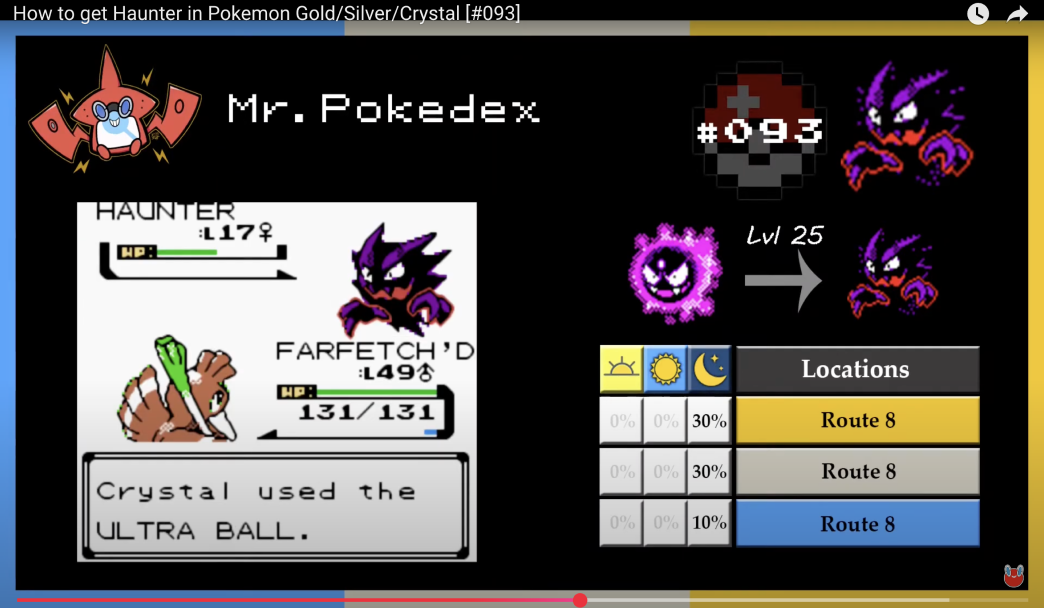 How to get Haunter in Pokemon Gold/Silver/Crystal [#093]
Mr.Pokedex
#093
HAUNTER
:L17♀
HP:
FARFETCH'D
:L49♂
HP:
131/131
Crystal used the
ULTRA BALL.
Lvl 25
Locations
0% 0% 30% Route 8
0% 0% 30% Route 8
0% 0% 10% Route 8